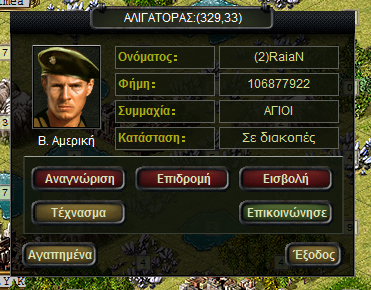 ΑΛΙΓΑΤΟΡΑΣ:(329,33)
Ονόματος: (2)RaiaN
Φήμη: 106877922
Συμμαχία: ΑΓΙΟΙ
Κατάσταση: Σε διακοπές
Β. Αμερική
Αναγνώριση Επιδρομή Εισβολή
Τέχνασμα Επικοινώνησε
Αγαπημένα Έξοδος